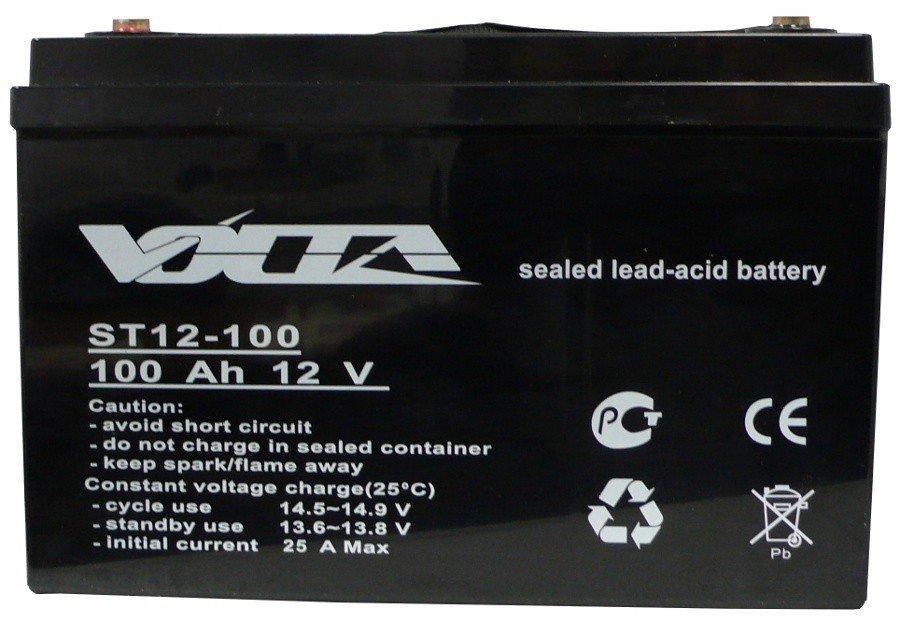 VOLTA
sealed lead-acid battery
ST12-100
100 Ah 12 V
Caution:
- avoid short circuit
- do not charge in sealed container
- keep spark/flame away
Constant voltage charge(25°C)
- cycle use 14.5~14.9 V
- standby use 13.6~13.8 V
- initial current 25 A Max
РСТ
CE
Pb